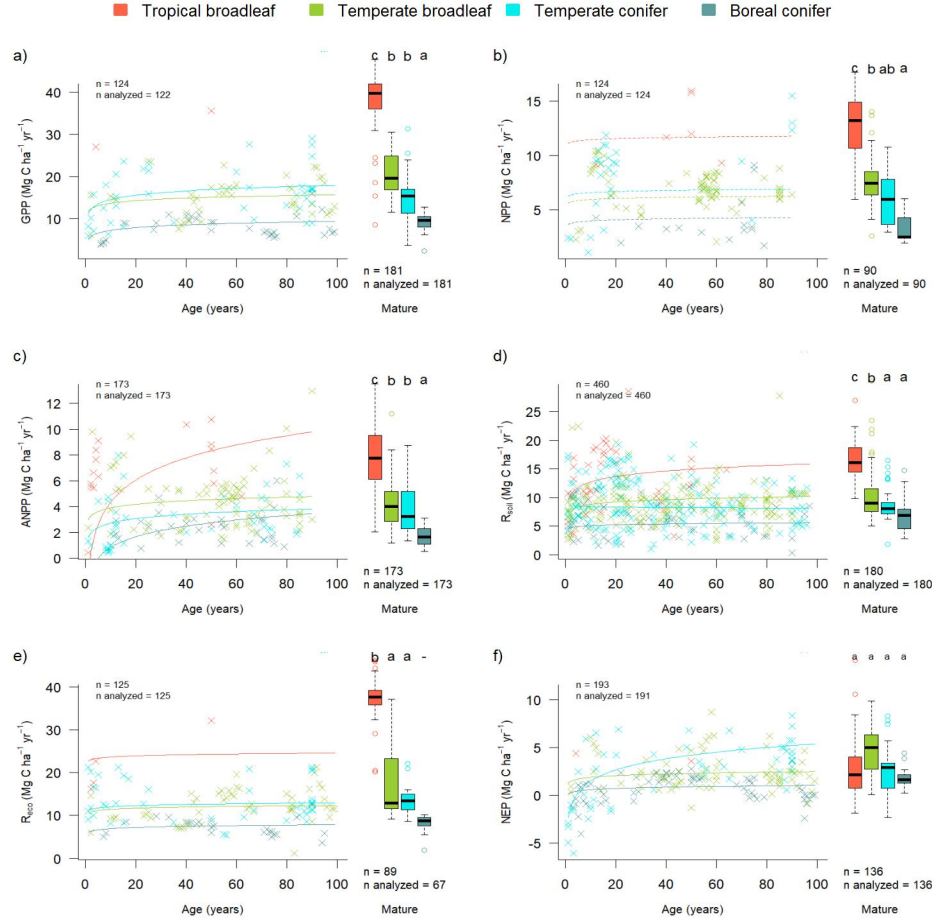 Tropical broadleaf Temperate broadleaf Temperate conifer Boreal conifer
a)
n = 124
n analyzed = 122
c b b a
40
30
20
10
GPP (Mg C ha⁻¹ yr⁻¹)
0 20 40 60 80 100
Age (years)
n = 181
n analyzed = 181
Mature
b)
n = 124
n analyzed = 124
c b ab a
15
10
5
NPP (Mg C ha⁻¹ yr⁻¹)
0 20 40 60 80 100
Age (years)
n = 90
n analyzed = 90
Mature
c)
n = 173
n analyzed = 173
c b b a
12
10
8
6
4
2
0
ANPP (Mg C ha⁻¹ yr⁻¹)
0 20 40 60 80 100
Age (years)
n = 173
n analyzed = 173
Mature
d)
n = 460
n analyzed = 460
c b a a
25
20
15
10
5
0
R_soil (Mg C ha⁻¹ yr⁻¹)
0 20 40 60 80 100
Age (years)
n = 180
n analyzed = 180
Mature
e)
n = 125
n analyzed = 125
b a a -
40
30
20
10
0
R_eco (Mg C ha⁻¹ yr⁻¹)
0 20 40 60 80 100
Age (years)
n = 89
n analyzed = 67
Mature
f)
n = 193
n analyzed = 191
a a a a
10
5
0
-5
NEP (Mg C ha⁻¹ yr⁻¹)
0 20 40 60 80 100
Age (years)
n = 136
n analyzed = 136
Mature